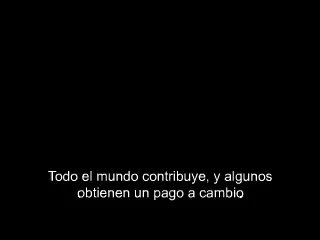 Todo el mundo contribuye, y algunos
obtienen un pago a cambio.